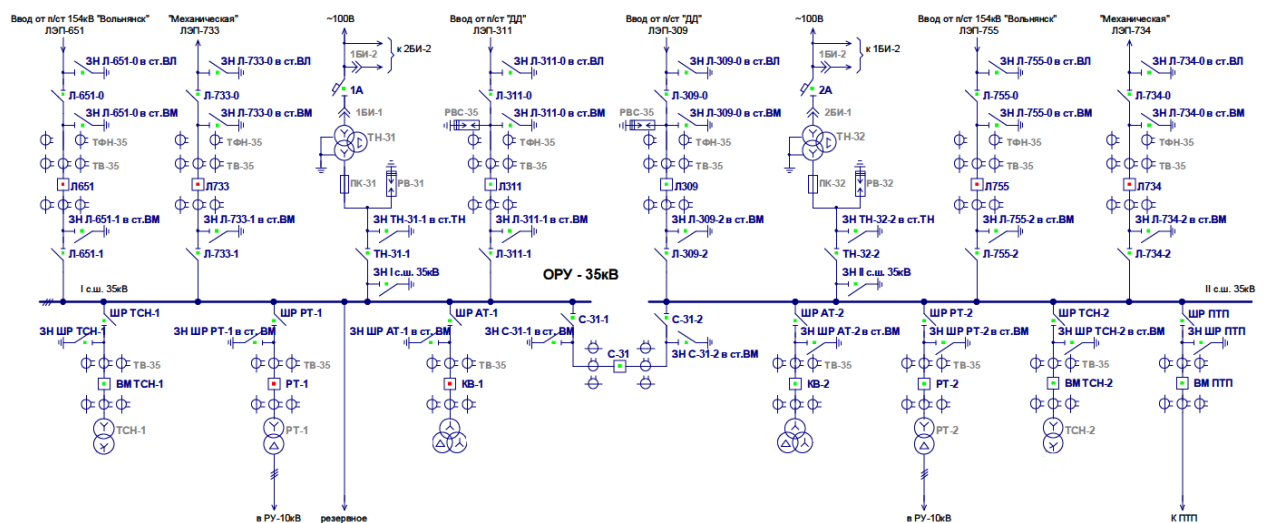 Ввод от п/ст 154кВ "Вольнянск"
ЛЭП-651
"Механическая"
ЛЭП-733
~100В
Ввод от п/ст "ДД"
ЛЭП-311
Ввод от п/ст "ДД"
ЛЭП-309
~100В
Ввод от п/ст 154кВ "Вольнянск"
ЛЭП-755
"Механическая"
ЛЭП-734
к 2БИ-2
к 1БИ-2
1БИ-2
2БИ-2
ЗН Л-651-0 в ст.ВЛ
ЗН Л-733-0 в ст.ВЛ
ЗН Л-311-0 в ст.ВЛ
ЗН Л-309-0 в ст.ВЛ
ЗН Л-755-0 в ст.ВЛ
ЗН Л-734-0 в ст.ВЛ
Л-651-0
Л-733-0
1А
Л-311-0
Л-309-0
2А
Л-755-0
Л-734-0
ЗН Л-651-0 в ст.ВМ
ЗН Л-733-0 в ст.ВМ
1БИ-1
РВС-35
ЗН Л-311-0 в ст.ВМ
РВС-35
ЗН Л-309-0 в ст.ВМ
2БИ-1
ЗН Л-755-0 в ст.ВМ
ЗН Л-734-0 в ст.ВМ
ТФН-35
ТФН-35
ТН-31
ТФН-35
ТФН-35
ТН-32
ТФН-35
ТФН-35
ТВ-35
ТВ-35
ТВ-35
ТВ-35
ТВ-35
ТВ-35
Л651
Л733
ПК-31
РВ-31
Л311
Л309
ПК-32
РВ-32
Л755
Л734
ЗН Л-651-1 в ст.ВМ
ЗН Л-733-1 в ст.ВМ
ЗН ТН-31-1 в ст.ТН
ЗН Л-311-1 в ст.ВМ
ЗН Л-309-2 в ст.ВМ
ЗН ТН-32-2 в ст.ТН
ЗН Л-755-2 в ст.ВМ
ЗН Л-734-2 в ст.ВМ
Л-651-1
Л-733-1
ТН-31-1
Л-311-1
Л-309-2
ТН-32-2
Л-755-2
Л-734-2
ОРУ - 35кВ
ЗН I с.ш. 35кВ
ЗН II с.ш. 35кВ
I с.ш. 35кВ
II с.ш. 35кВ
ШР ТСН-1
ШР РТ-1
ШР АТ-1
С-31-1
С-31-2
ШР АТ-2
ШР РТ-2
ШР ТСН-2
ШР ПТП
ЗН ШР ТСН-1
ЗН ШР РТ-1 в ст.ВМ
ЗН ШР АТ-1 в ст.ВМ
ЗН С-31-1 в ст.ВМ
ЗН С-31-2 в ст.ВМ
ЗН ШР АТ-2 в ст.ВМ
ЗН ШР РТ-2 в ст.ВМ
ЗН ШР ТСН-2 в ст.ВМ
ЗН ШР ПТП
ТВ-35
ТВ-35
ТВ-35
С-31
ТВ-35
ТВ-35
ВМ ТСН-1
РТ-1
КВ-1
КВ-2
РТ-2
ВМ ТСН-2
ВМ ПТП
ТСН-1
РТ-1
РТ-2
ТСН-2
в РУ-10кВ
резервное
в РУ-10кВ
К ПТП